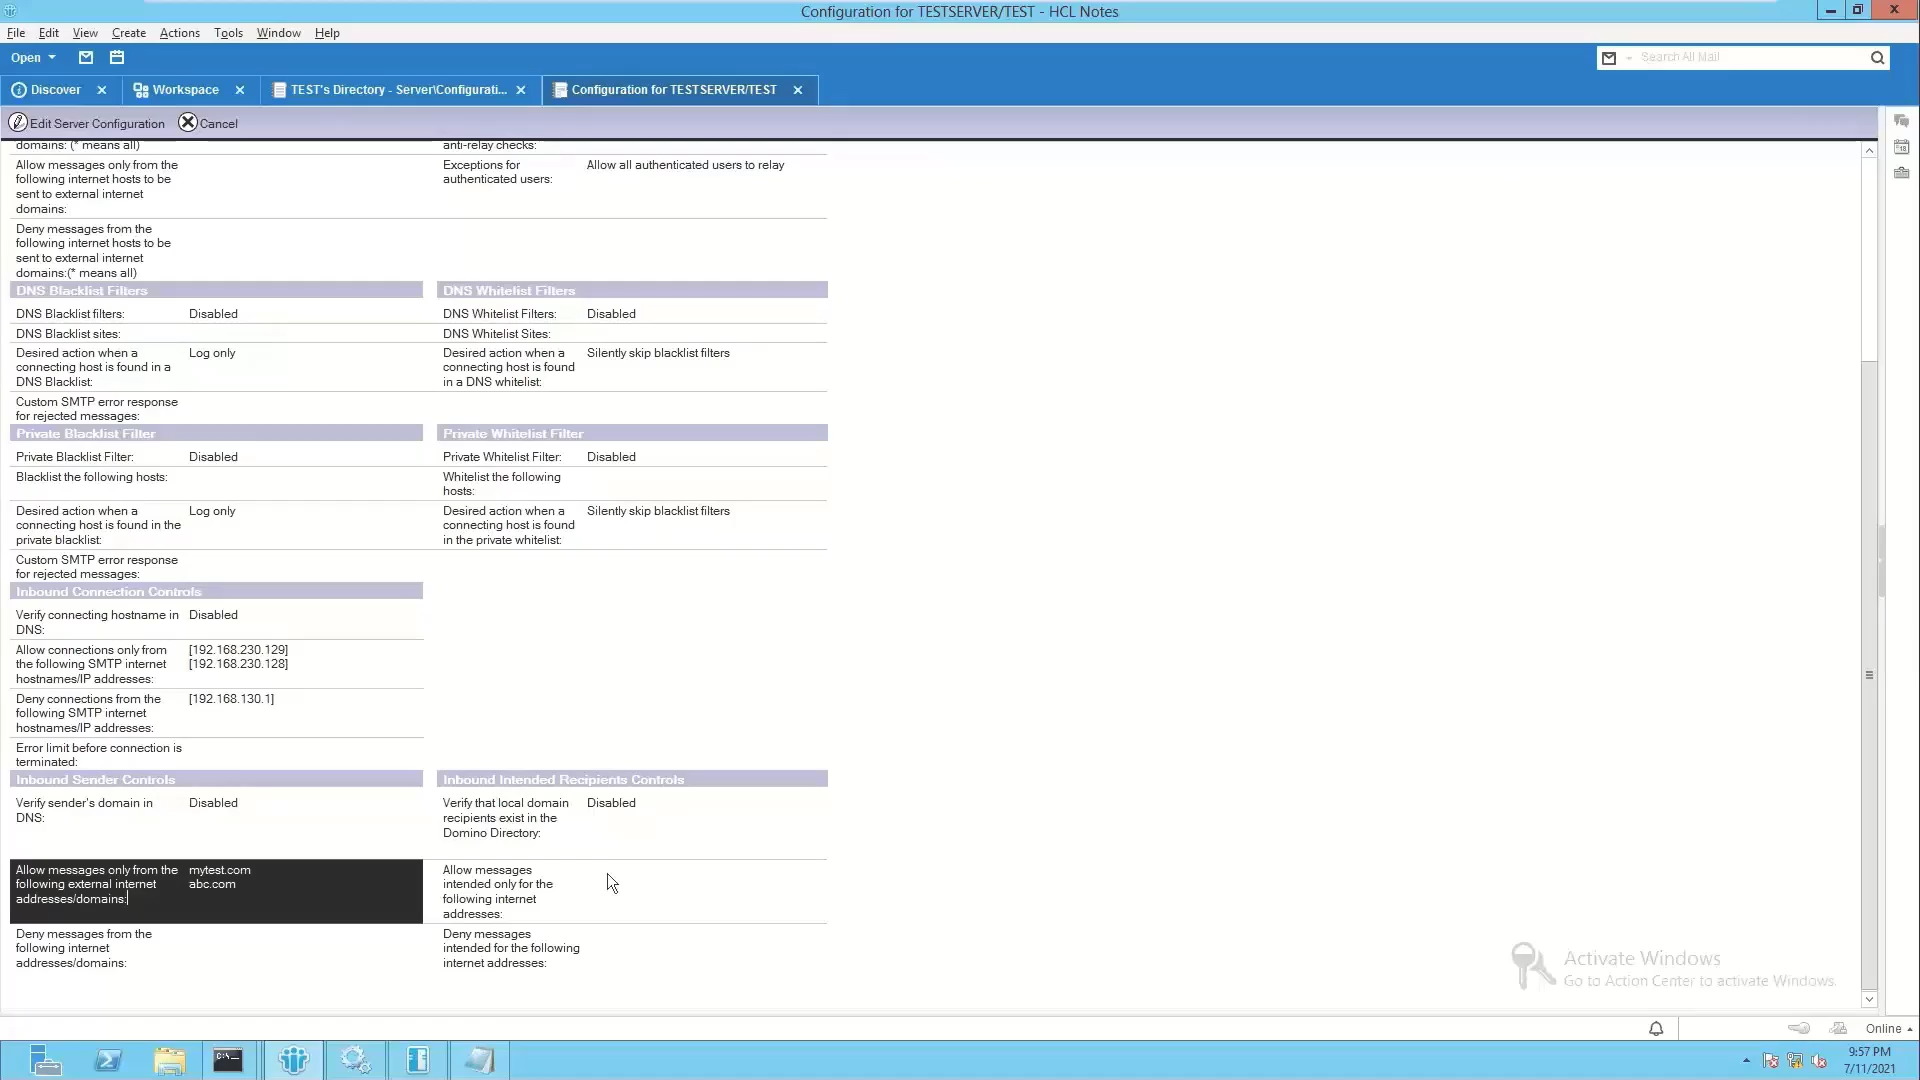 Configuration for TESTSERVER/TEST - HCL Notes
File Edit View Create Actions Tools Window Help
Open
Search All Mail
Discover
Workspace
TEST's Directory - Server\Configurati...
Configuration for TESTSERVER/TEST
Edit Server Configuration
Cancel
domains: (* means all)
anti-relay checks:
Allow messages only from the
following internet hosts to be
sent to external internet
domains:
Exceptions for
authenticated users:
Allow all authenticated users to relay
Deny messages from the
following internet hosts to be
sent to external internet
domains:(* means all)
DNS Blacklist Filters
DNS Whitelist Filters
DNS Blacklist filters: Disabled
DNS Whitelist Filters: Disabled
DNS Blacklist sites:
DNS Whitelist Sites:
Desired action when a
connecting host is found in a
DNS Blacklist:
Log only
Desired action when a
connecting host is found
in a DNS whitelist:
Silently skip blacklist filters
Custom SMTP error response
for rejected messages:
Private Blacklist Filter
Private Whitelist Filter
Private Blacklist Filter: Disabled
Private Whitelist Filter: Disabled
Blacklist the following hosts:
Whitelist the following
hosts:
Desired action when a
connecting host is found in the
private blacklist:
Log only
Desired action when a
connecting host is found
in the private whitelist:
Silently skip blacklist filters
Custom SMTP error response
for rejected messages:
Inbound Connection Controls
Verify connecting hostname in
DNS:
Disabled
Allow connections only from
the following SMTP internet
hostnames/IP addresses:
[192.168.230.129]
[192.168.230.128]
Deny connections from the
following SMTP internet
hostnames/IP addresses:
[192.168.130.1]
Error limit before connection is
terminated:
Inbound Sender Controls
Inbound Intended Recipients Controls
Verify sender's domain in
DNS:
Disabled
Verify that local domain
recipients exist in the
Domino Directory:
Disabled
Allow messages only from the
following external internet
addresses/domains:
mytest.com
abc.com
Allow messages
intended only for the
following internet
addresses:
Deny messages from the
following internet
addresses/domains:
Deny messages
intended for the following
internet addresses:
Activate Windows
Go to Action Center to activate Windows.
Online
9:57 PM
7/11/2021